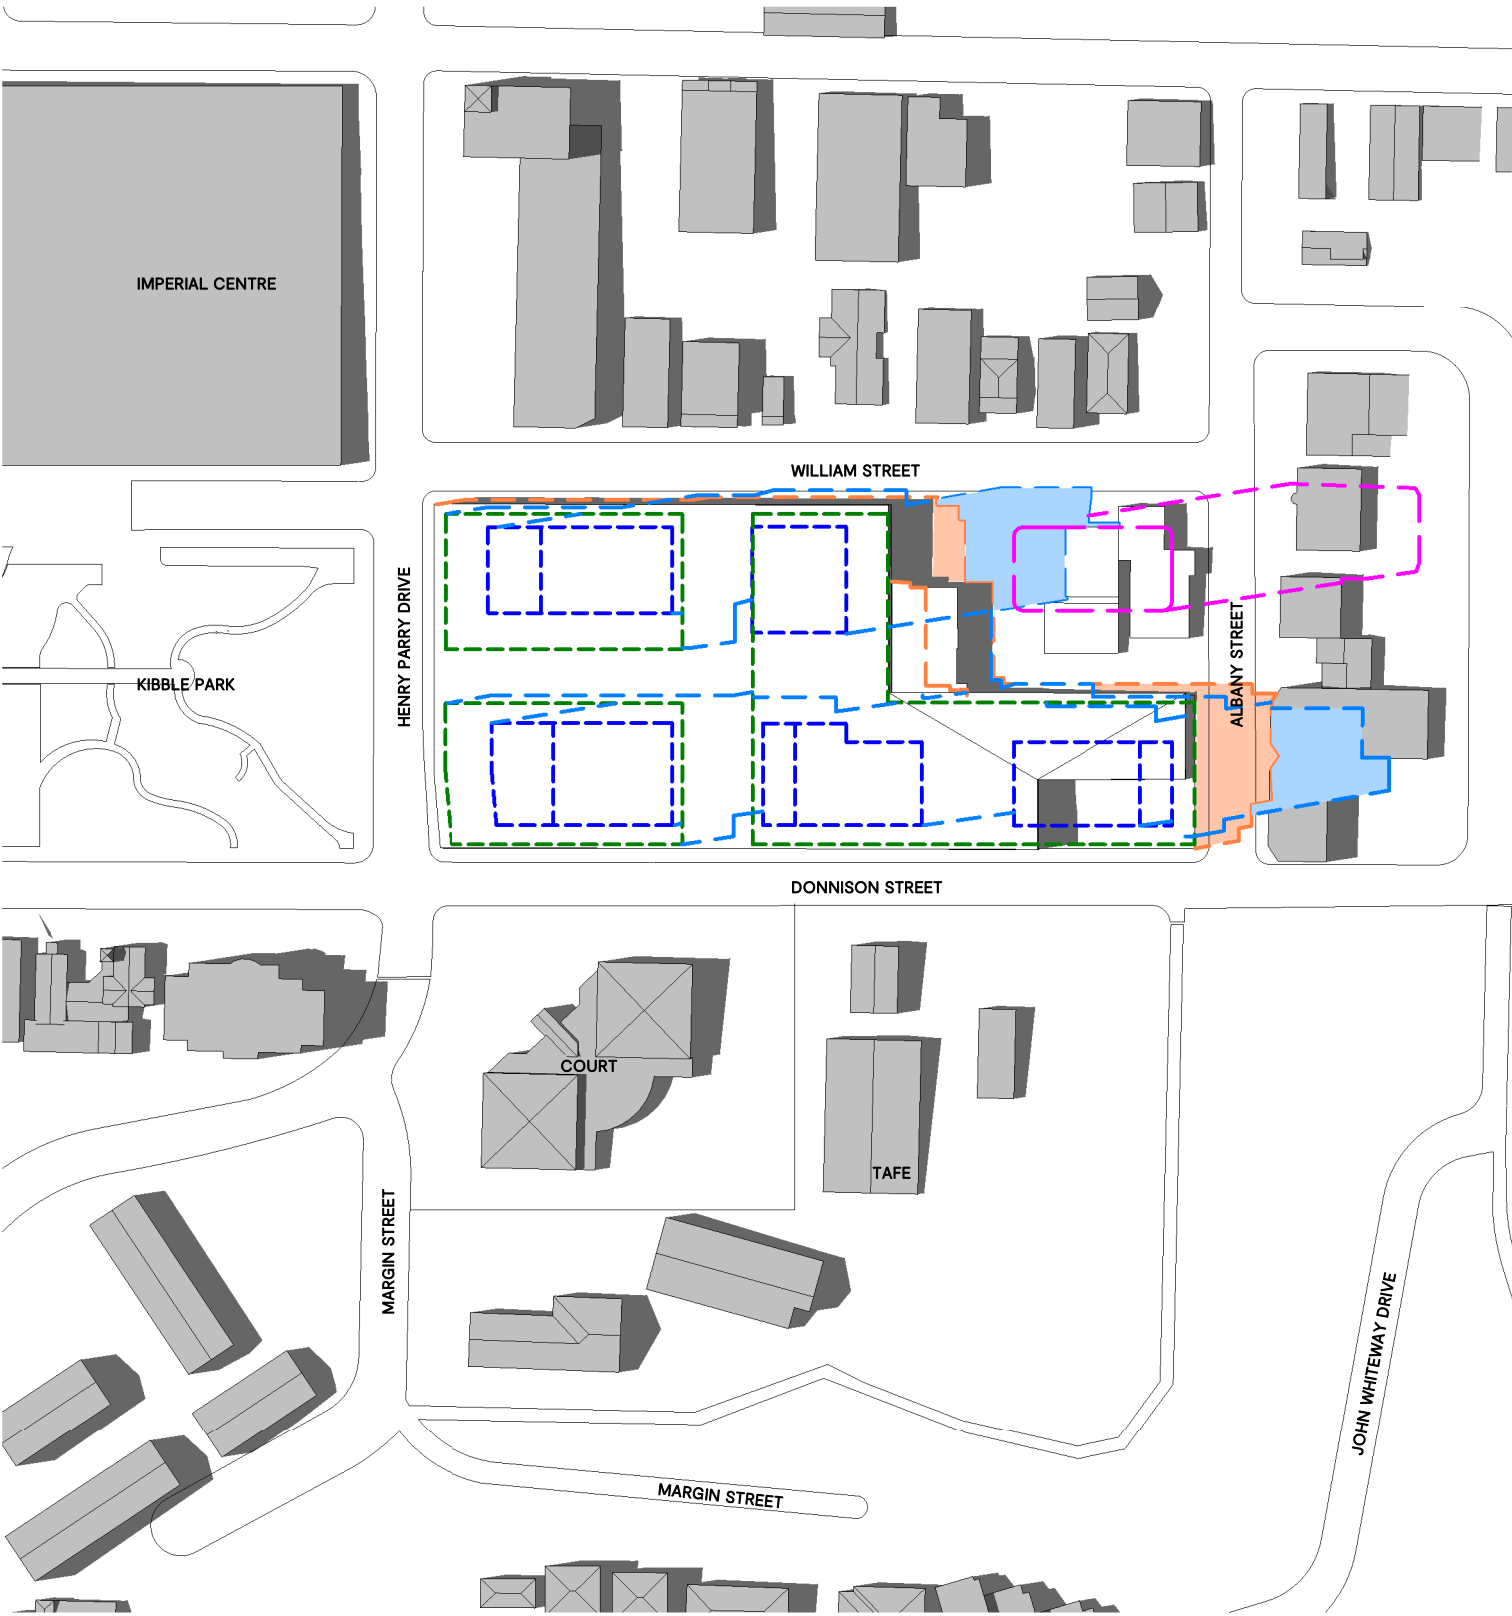 IMPERIAL CENTRE
WILLIAM STREET
HENRY PARRY DRIVE
KIBBLE PARK
ALBANY STREET
DONNISON STREET
COURT
TAFE
MARGIN STREET
JOHN WHITEWAY DRIVE
MARGIN STREET